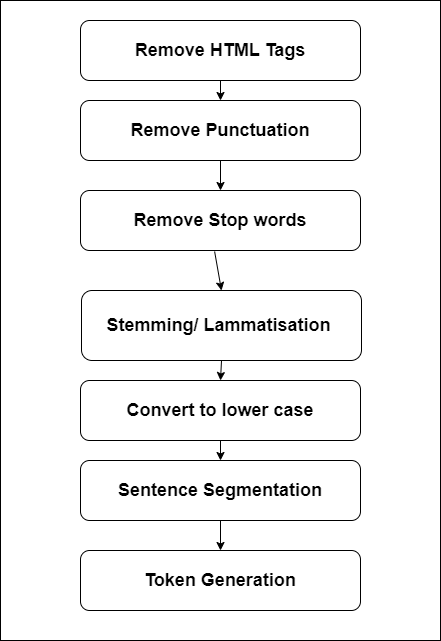 Remove HTML Tags
Remove Punctuation
Remove Stop words
Stemming/ Lammatisation
Convert to lower case
Sentence Segmentation
Token Generation